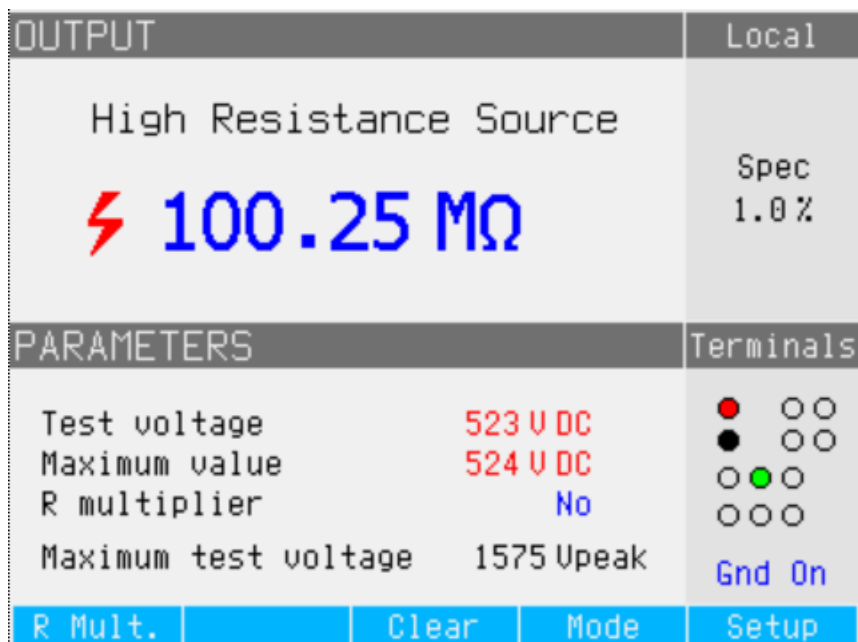 OUTPUT
Local
High Resistance Source
100.25 MΩ
Spec
1.0 %
PARAMETERS
Terminals
Test voltage 523 V DC
Maximum value 524 V DC
R multiplier No
Maximum test voltage 1575 Vpeak
Gnd On
R Mult. Clear Mode Setup